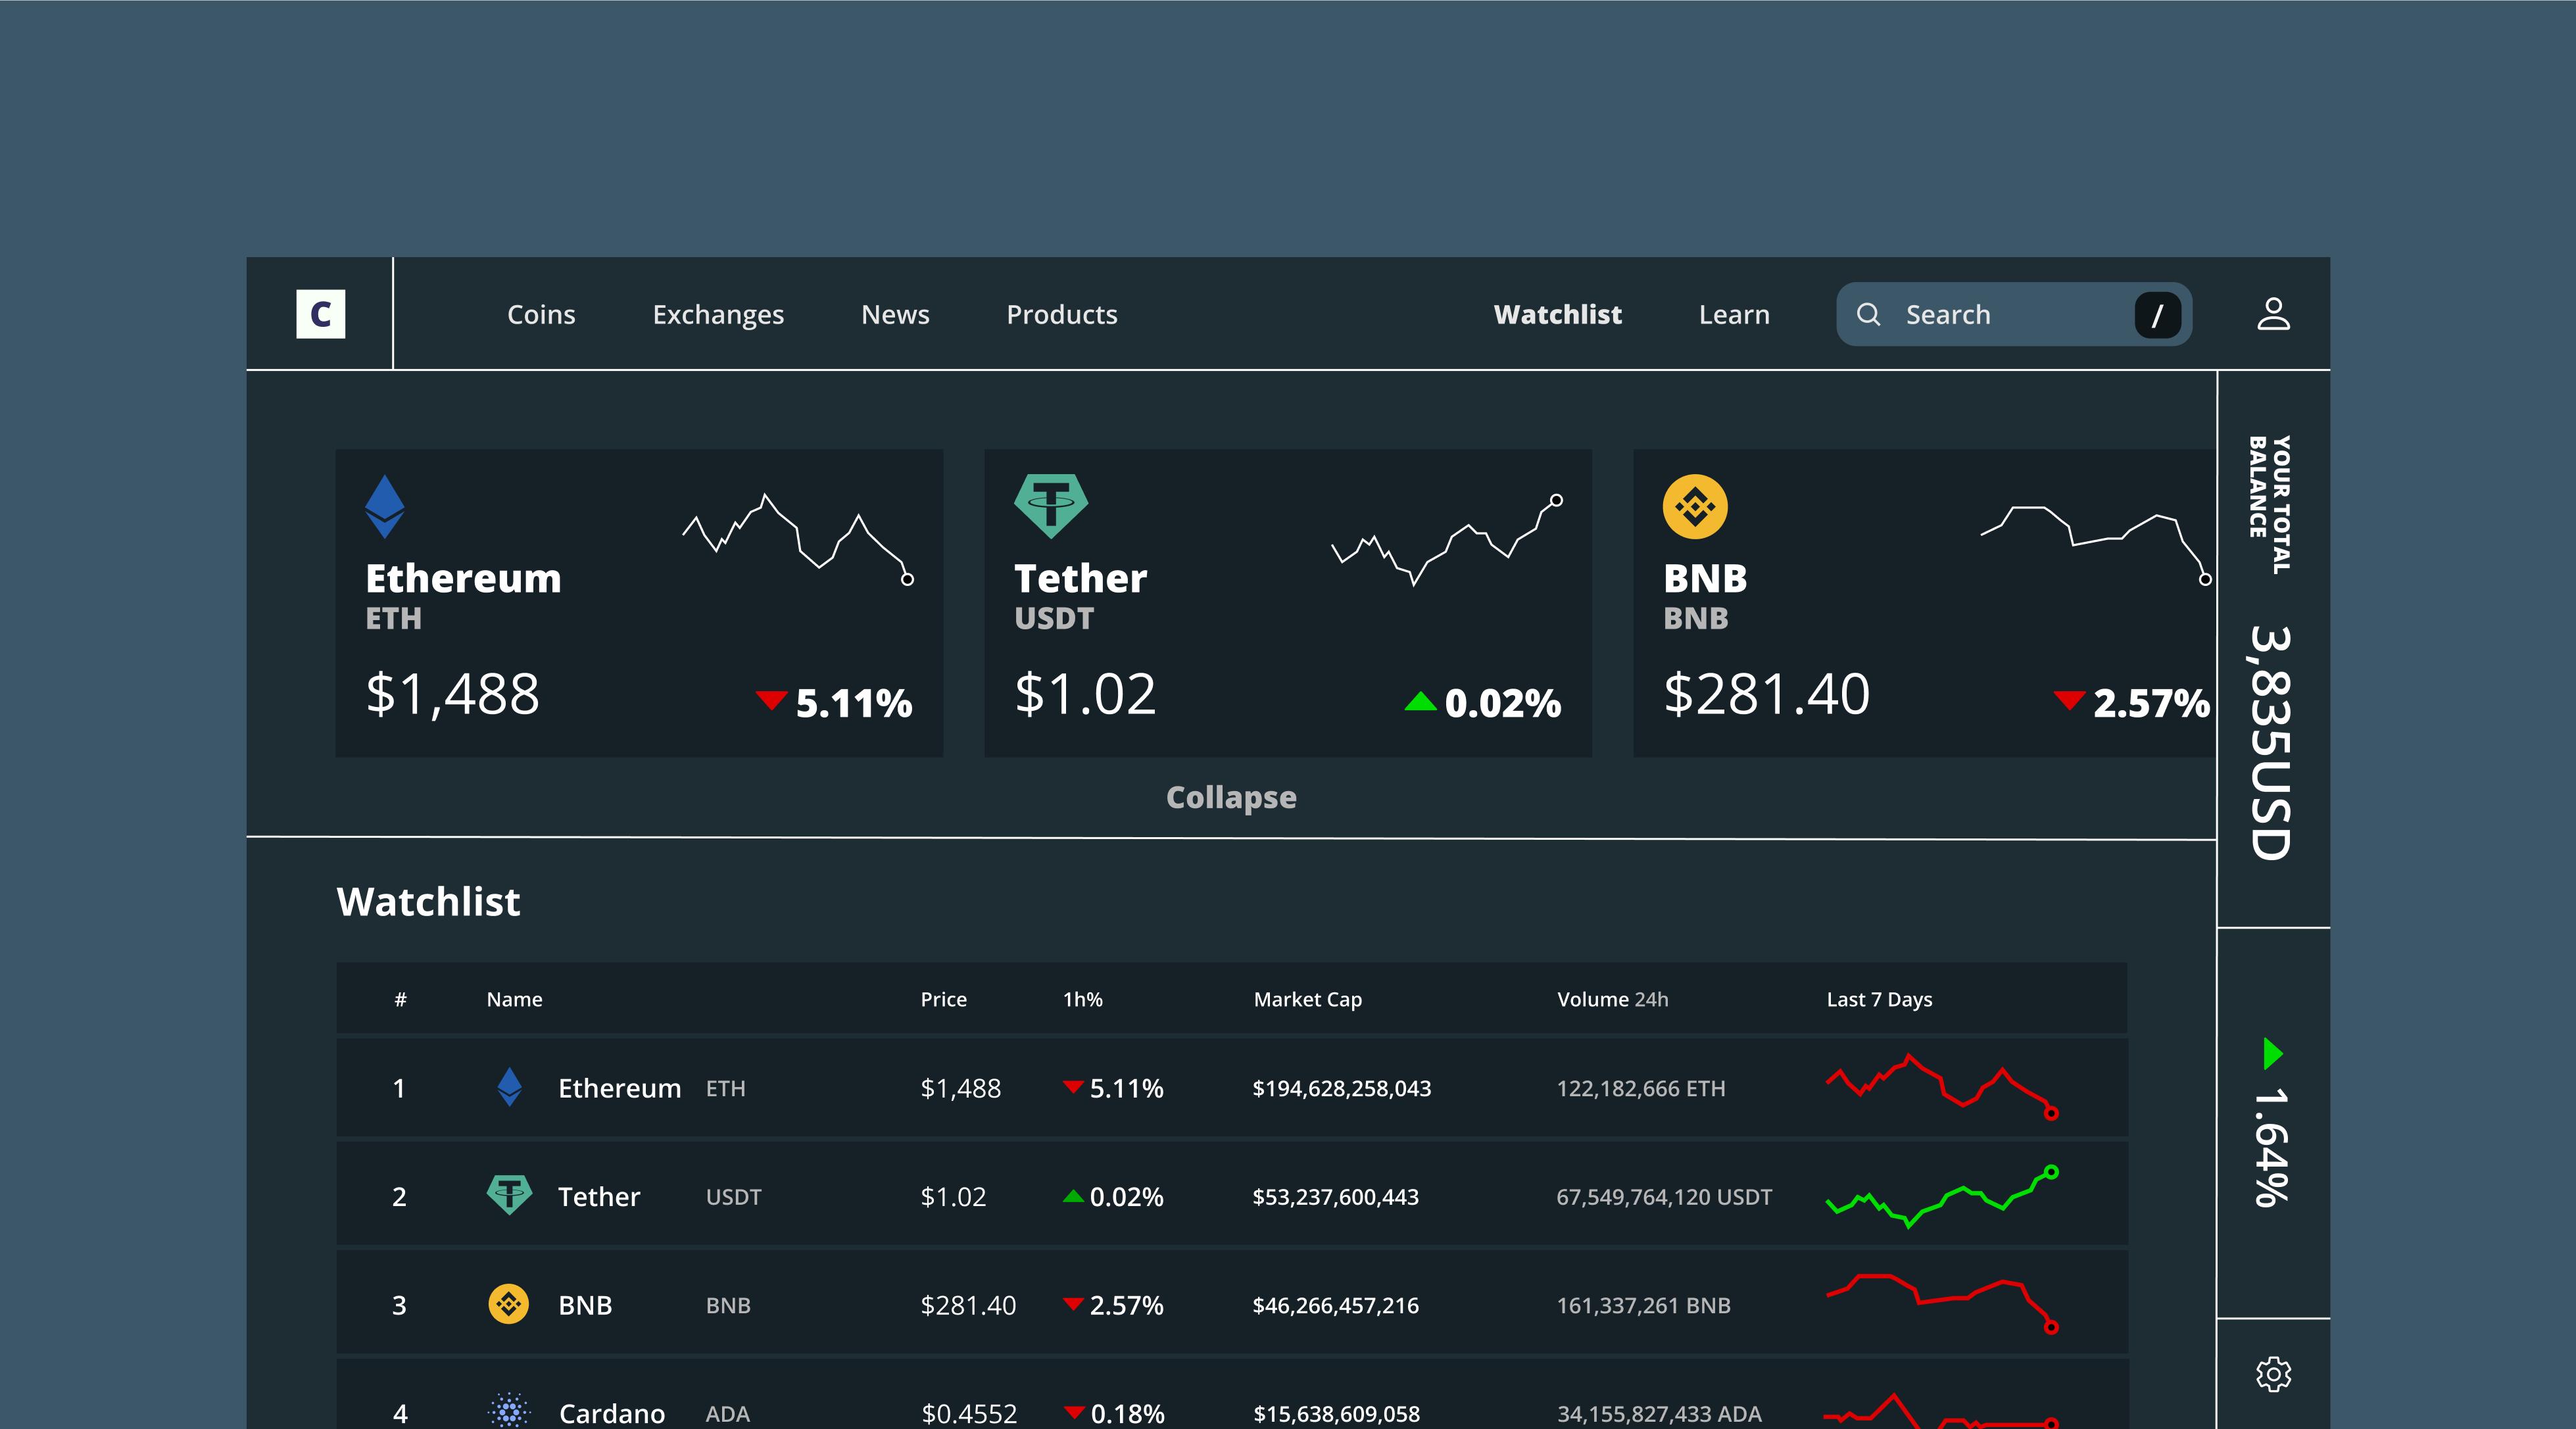 C
Coins Exchanges News Products Watchlist Learn Search /
Ethereum
ETH
$1,488 5.11%
Tether
USDT
$1.02 0.02%
BNB
BNB
$281.40 2.57%
Collapse
YOUR TOTAL
BALANCE
3,835USD
1.64%
Watchlist
# Name Price 1h% Market Cap Volume 24h Last 7 Days
1 Ethereum ETH $1,488 5.11% $194,628,258,043 122,182,666 ETH
2 Tether USDT $1.02 0.02% $53,237,600,443 67,549,764,120 USDT
3 BNB BNB $281.40 2.57% $46,266,457,216 161,337,261 BNB
4 Cardano ADA $0.4552 0.18% $15,638,609,058 34,155,827,433 ADA